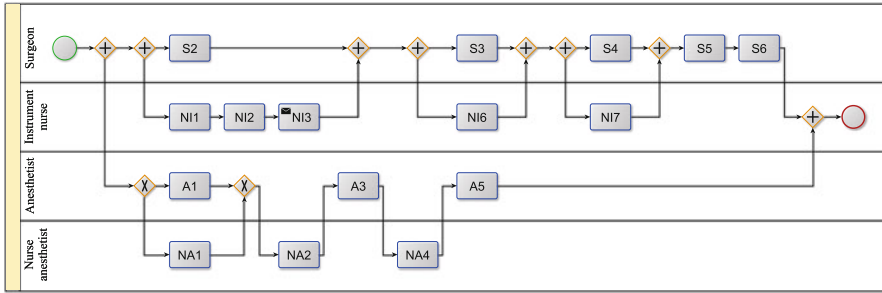 Surgeon
S2
S3
S4
S5
S6
Instrument
nurse
NI1
NI2
NI3
NI6
NI7
Anesthetist
A1
A3
A5
Nurse
anesthetist
NA1
NA2
NA4